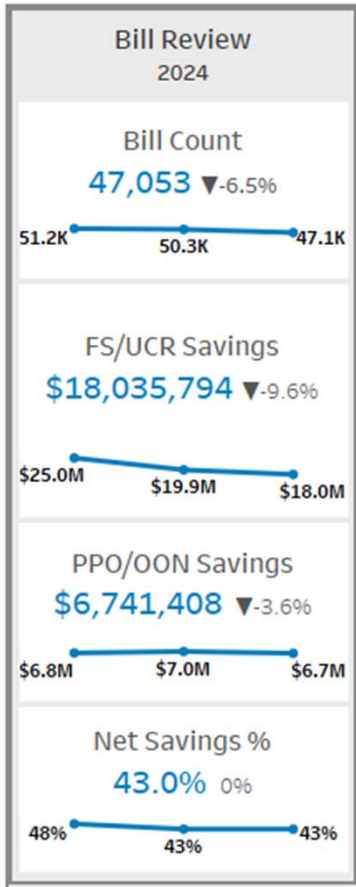 Bill Review
2024
Bill Count
47,053 ▼-6.5%
51.2K 50.3K 47.1K
FS/UCR Savings
$18,035,794 ▼-9.6%
$25.0M $19.9M $18.0M
PPO/OON Savings
$6,741,408 ▼-3.6%
$6.8M $7.0M $6.7M
Net Savings %
43.0% 0%
48% 43% 43%